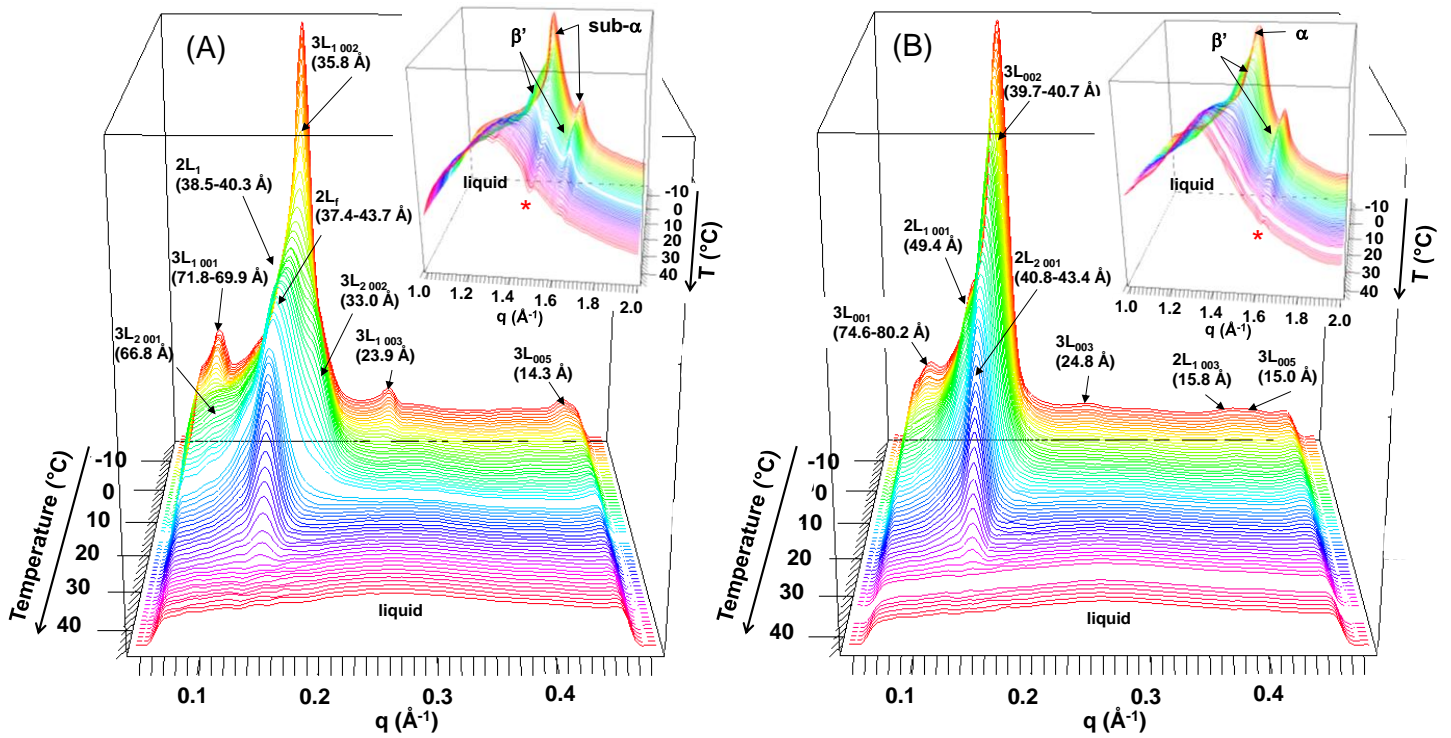 (A)
3L1 002
(35.8 Å)
2L1
(38.5-40.3 Å)
2Lf
(37.4-43.7 Å)
3L1 001
(71.8-69.9 Å)
3L2 002
(33.0 Å)
3L2 001
(66.8 Å)
3L1 003
(23.9 Å)
3L005
(14.3 Å)
liquid
Temperature (°C)
-10
0
10
20
30
40
0.1
0.2
0.3
0.4
q (Å-1)
β’
sub-α
liquid
*
-10
0
10
20
30
40
T (°C)
1.0
1.2
1.4
1.6
1.8
2.0
q (Å-1)
(B)
3L002
(39.7-40.7 Å)
2L1 001
(49.4 Å)
2L2 001
(40.8-43.4 Å)
3L001
(74.6-80.2 Å)
3L003
(24.8 Å)
2L1 003
(15.8 Å)
3L005
(15.0 Å)
liquid
Temperature (°C)
-10
0
10
20
30
40
0.1
0.2
0.3
0.4
q (Å-1)
β’
α
liquid
*
-10
0
10
20
30
40
T (°C)
1.0
1.2
1.4
1.6
1.8
2.0
q (Å-1)